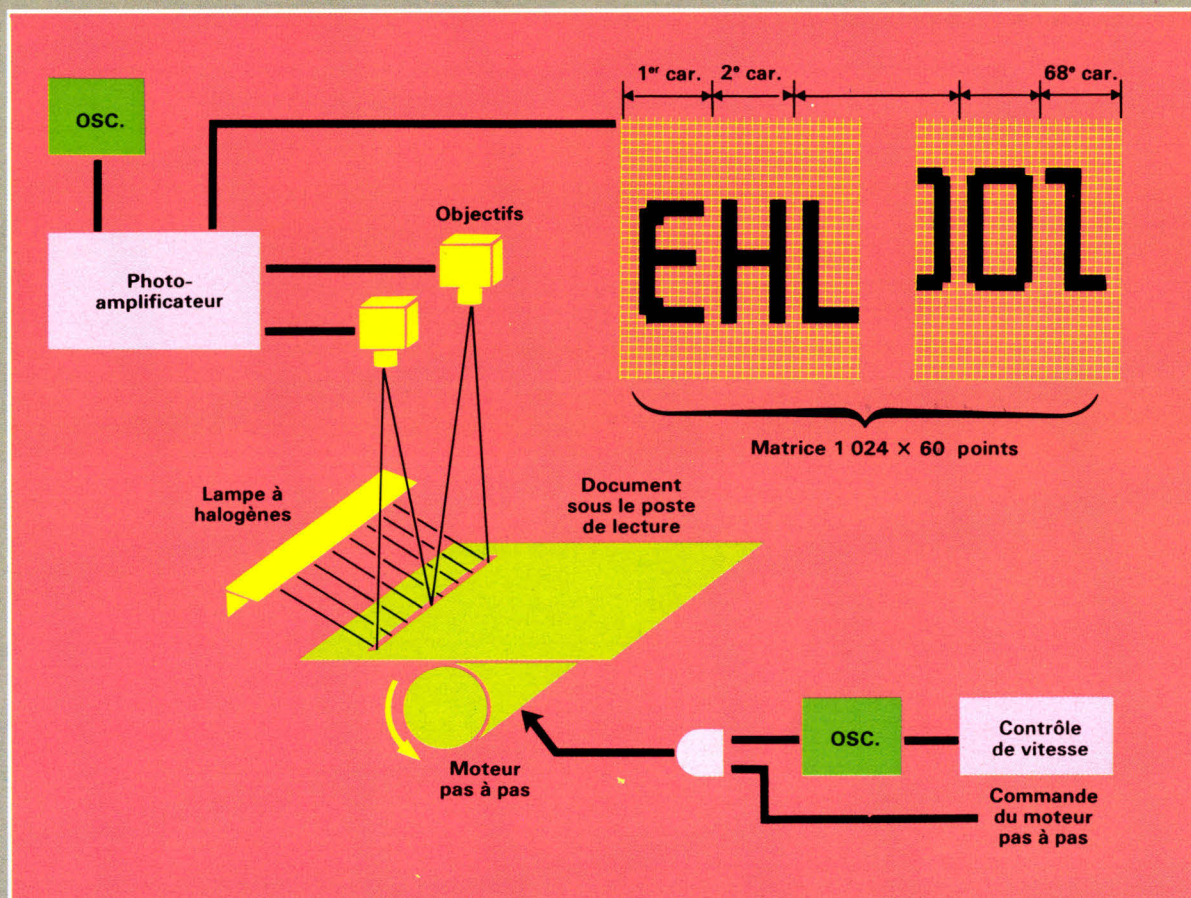 1er car.
2e car.
68e car.
OSC.
EHL
Objectifs
Photo-
amplificateur
Matrice 1 024 × 60 points
Lampe à
halogènes
Document
sous le poste
de lecture
OSC.
Contrôle
de vitesse
Moteur
pas à pas
Commande
du moteur
pas à pas